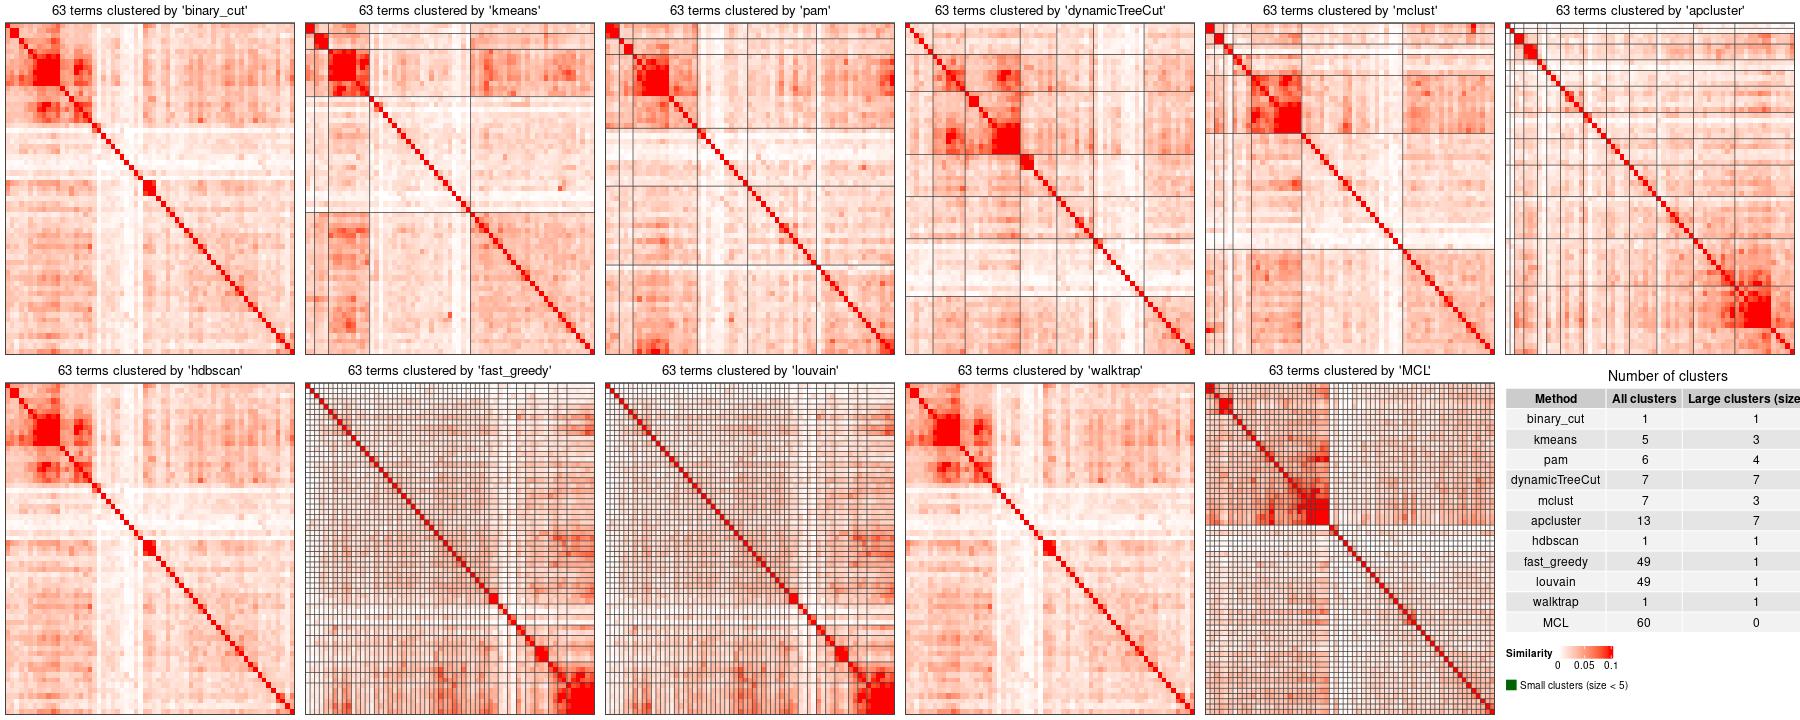 63 terms clustered by 'binary_cut'
63 terms clustered by 'kmeans'
63 terms clustered by 'pam'
63 terms clustered by 'dynamicTreeCut'
63 terms clustered by 'mclust'
63 terms clustered by 'apcluster'
63 terms clustered by 'hdbscan'
63 terms clustered by 'fast_greedy'
63 terms clustered by 'louvain'
63 terms clustered by 'walktrap'
63 terms clustered by 'MCL'
Number of clusters
Method All clusters Large clusters (size
binary_cut 1 1
kmeans 5 3
pam 6 4
dynamicTreeCut 7 7
mclust 7 3
apcluster 13 7
hdbscan 1 1
fast_greedy 49 1
louvain 49 1
walktrap 1 1
MCL 60 0
Similarity
0 0.05 0.1
Small clusters (size < 5)